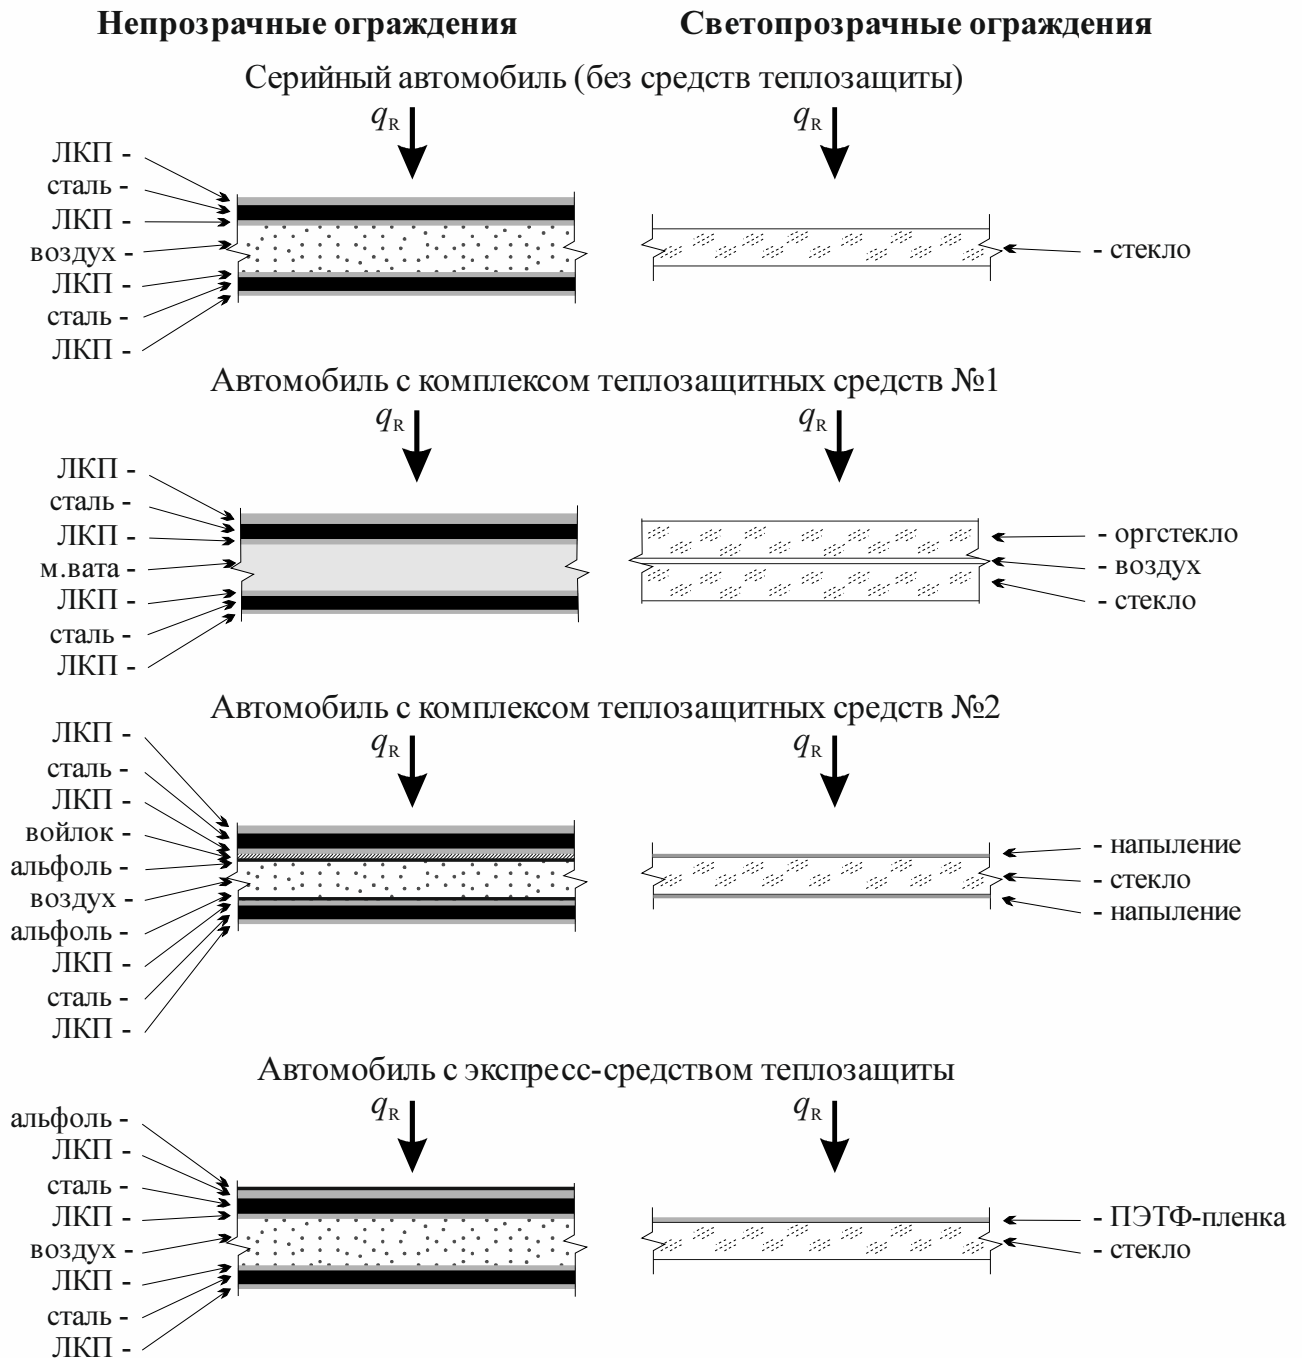 Непрозрачные ограждения
Светопрозрачные ограждения
Серийный автомобиль (без средств теплозащиты)
qR
qR
ЛКП -
сталь -
ЛКП -
воздух -
ЛКП -
сталь -
ЛКП -
- стекло
Автомобиль с комплексом теплозащитных средств №1
qR
qR
ЛКП -
сталь -
ЛКП -
м.вата -
ЛКП -
сталь -
ЛКП -
- оргстекло
- воздух
- стекло
Автомобиль с комплексом теплозащитных средств №2
qR
qR
ЛКП -
сталь -
ЛКП -
войлок -
альфоль -
воздух -
альфоль -
ЛКП -
сталь -
ЛКП -
- напыление
- стекло
- напыление
Автомобиль с экспресс-средством теплозащиты
qR
qR
альфоль -
ЛКП -
сталь -
ЛКП -
воздух -
ЛКП -
сталь -
ЛКП -
- ПЭТФ-пленка
- стекло